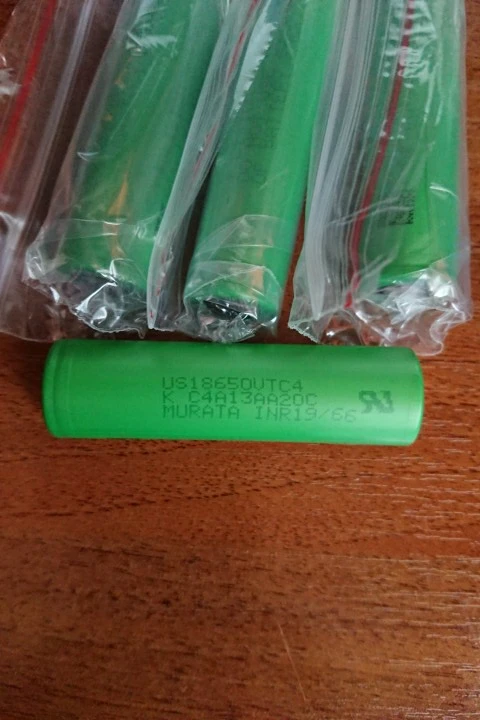 US18650VTC4
K C4A13AA20C
MURATA INR19/66